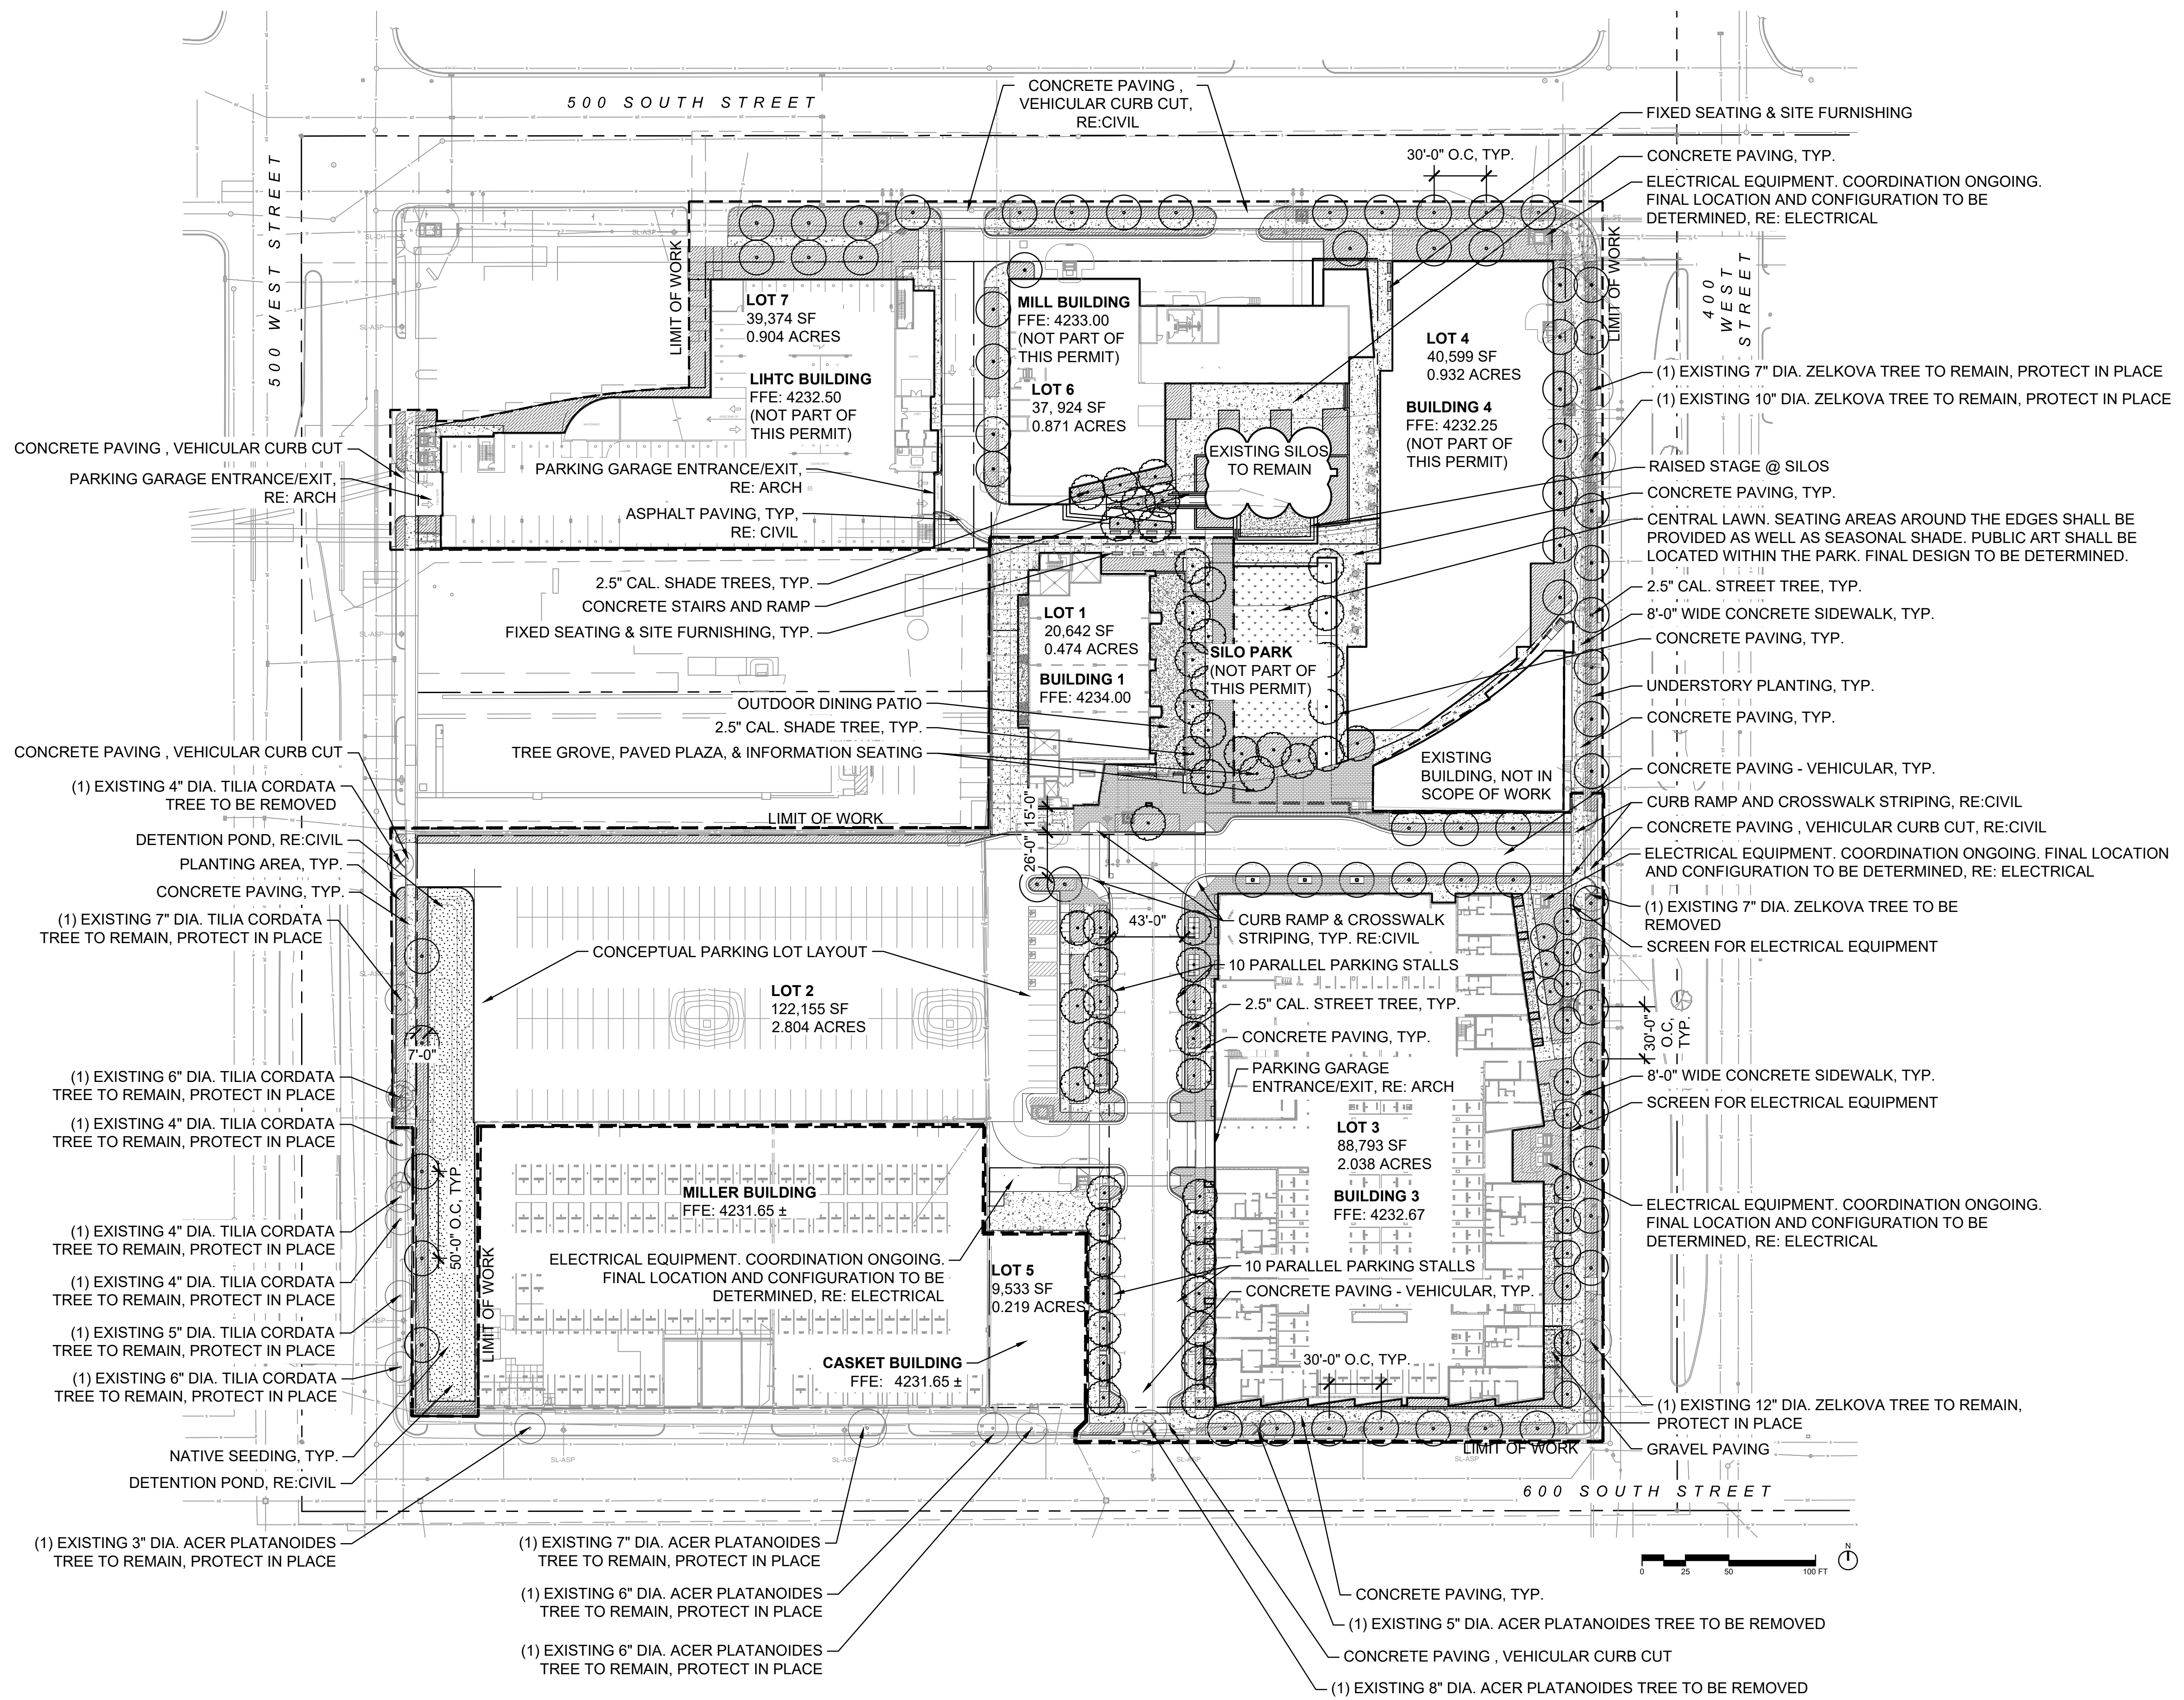 500 SOUTH STREET
500 WEST STREET
400
WEST
STREET
600 SOUTH STREET
CONCRETE PAVING ,
VEHICULAR CURB CUT,
RE:CIVIL
30'-0" O.C, TYP.
FIXED SEATING & SITE FURNISHING
CONCRETE PAVING, TYP.
ELECTRICAL EQUIPMENT. COORDINATION ONGOING.
FINAL LOCATION AND CONFIGURATION TO BE
DETERMINED, RE: ELECTRICAL
LIMIT OF WORK
LIMIT OF WORK
SL-CH
SL-ASP
SL-ASP
LOT 7
39,374 SF
0.904 ACRES
LIHTC BUILDING
FFE: 4232.50
(NOT PART OF
THIS PERMIT)
MILL BUILDING
FFE: 4233.00
(NOT PART OF
THIS PERMIT)
LOT 6
37, 924 SF
0.871 ACRES
LOT 4
40,599 SF
0.932 ACRES
BUILDING 4
FFE: 4232.25
(NOT PART OF
THIS PERMIT)
EXISTING SILOS
TO REMAIN
(1) EXISTING 7" DIA. ZELKOVA TREE TO REMAIN, PROTECT IN PLACE
(1) EXISTING 10" DIA. ZELKOVA TREE TO REMAIN, PROTECT IN PLACE
RAISED STAGE @ SILOS
CONCRETE PAVING, TYP.
CENTRAL LAWN. SEATING AREAS AROUND THE EDGES SHALL BE
PROVIDED AS WELL AS SEASONAL SHADE. PUBLIC ART SHALL BE
LOCATED WITHIN THE PARK. FINAL DESIGN TO BE DETERMINED.
2.5" CAL. STREET TREE, TYP.
8'-0" WIDE CONCRETE SIDEWALK, TYP.
CONCRETE PAVING, TYP.
UNDERSTORY PLANTING, TYP.
CONCRETE PAVING, TYP.
CONCRETE PAVING - VEHICULAR, TYP.
CURB RAMP AND CROSSWALK STRIPING, RE:CIVIL
CONCRETE PAVING , VEHICULAR CURB CUT, RE:CIVIL
ELECTRICAL EQUIPMENT. COORDINATION ONGOING. FINAL LOCATION
AND CONFIGURATION TO BE DETERMINED, RE: ELECTRICAL
(1) EXISTING 7" DIA. ZELKOVA TREE TO BE
REMOVED
SCREEN FOR ELECTRICAL EQUIPMENT
30'-0"
O.C,
TYP.
8'-0" WIDE CONCRETE SIDEWALK, TYP.
SCREEN FOR ELECTRICAL EQUIPMENT
ELECTRICAL EQUIPMENT. COORDINATION ONGOING.
FINAL LOCATION AND CONFIGURATION TO BE
DETERMINED, RE: ELECTRICAL
(1) EXISTING 12" DIA. ZELKOVA TREE TO REMAIN,
PROTECT IN PLACE
GRAVEL PAVING
CONCRETE PAVING , VEHICULAR CURB CUT
PARKING GARAGE ENTRANCE/EXIT,
RE: ARCH
PARKING GARAGE ENTRANCE/EXIT,
RE: ARCH
ASPHALT PAVING, TYP,
RE: CIVIL
2.5" CAL. SHADE TREES, TYP.
CONCRETE STAIRS AND RAMP
FIXED SEATING & SITE FURNISHING, TYP.
SL-ASP
LOT 1
20,642 SF
0.474 ACRES
BUILDING 1
FFE: 4234.00
SILO PARK
(NOT PART OF
THIS PERMIT)
OUTDOOR DINING PATIO
2.5" CAL. SHADE TREE, TYP.
TREE GROVE, PAVED PLAZA, & INFORMATION SEATING
EXISTING
BUILDING, NOT IN
SCOPE OF WORK
LIMIT OF WORK
15'-0"
26'-0"
43'-0"
CONCRETE PAVING , VEHICULAR CURB CUT
(1) EXISTING 4" DIA. TILIA CORDATA
TREE TO BE REMOVED
DETENTION POND, RE:CIVIL
PLANTING AREA, TYP.
CONCRETE PAVING, TYP.
(1) EXISTING 7" DIA. TILIA CORDATA
TREE TO REMAIN, PROTECT IN PLACE
SL-ASP
7'-0"
(1) EXISTING 6" DIA. TILIA CORDATA
TREE TO REMAIN, PROTECT IN PLACE
(1) EXISTING 4" DIA. TILIA CORDATA
TREE TO REMAIN, PROTECT IN PLACE
(1) EXISTING 4" DIA. TILIA CORDATA
TREE TO REMAIN, PROTECT IN PLACE
(1) EXISTING 4" DIA. TILIA CORDATA
TREE TO REMAIN, PROTECT IN PLACE
(1) EXISTING 5" DIA. TILIA CORDATA
TREE TO REMAIN, PROTECT IN PLACE
(1) EXISTING 6" DIA. TILIA CORDATA
TREE TO REMAIN, PROTECT IN PLACE
NATIVE SEEDING, TYP.
DETENTION POND, RE:CIVIL
50'-0" O.C, TYP
LIMIT OF WORK
SL-ASP
CONCEPTUAL PARKING LOT LAYOUT
LOT 2
122,155 SF
2.804 ACRES
CURB RAMP & CROSSWALK
STRIPING, TYP. RE:CIVIL
10 PARALLEL PARKING STALLS
2.5" CAL. STREET TREE, TYP.
CONCRETE PAVING, TYP.
PARKING GARAGE
ENTRANCE/EXIT, RE: ARCH
LOT 3
88,793 SF
2.038 ACRES
BUILDING 3
FFE: 4232.67
10 PARALLEL PARKING STALLS
CONCRETE PAVING - VEHICULAR, TYP.
30'-0" O.C, TYP.
MILLER BUILDING
FFE: 4231.65 ±
ELECTRICAL EQUIPMENT. COORDINATION ONGOING.
FINAL LOCATION AND CONFIGURATION TO BE
DETERMINED, RE: ELECTRICAL
LOT 5
9,533 SF
0.219 ACRES
CASKET BUILDING
FFE: 4231.65 ±
LIMIT OF WORK
SL-ASP
SL-ASP
SL-ASP
SL-ASP
(1) EXISTING 3" DIA. ACER PLATANOIDES
TREE TO REMAIN, PROTECT IN PLACE
(1) EXISTING 7" DIA. ACER PLATANOIDES
TREE TO REMAIN, PROTECT IN PLACE
(1) EXISTING 6" DIA. ACER PLATANOIDES
TREE TO REMAIN, PROTECT IN PLACE
(1) EXISTING 6" DIA. ACER PLATANOIDES
TREE TO REMAIN, PROTECT IN PLACE
CONCRETE PAVING, TYP.
(1) EXISTING 5" DIA. ACER PLATANOIDES TREE TO BE REMOVED
CONCRETE PAVING , VEHICULAR CURB CUT
(1) EXISTING 8" DIA. ACER PLATANOIDES TREE TO BE REMOVED
N
0 25 50 100 FT